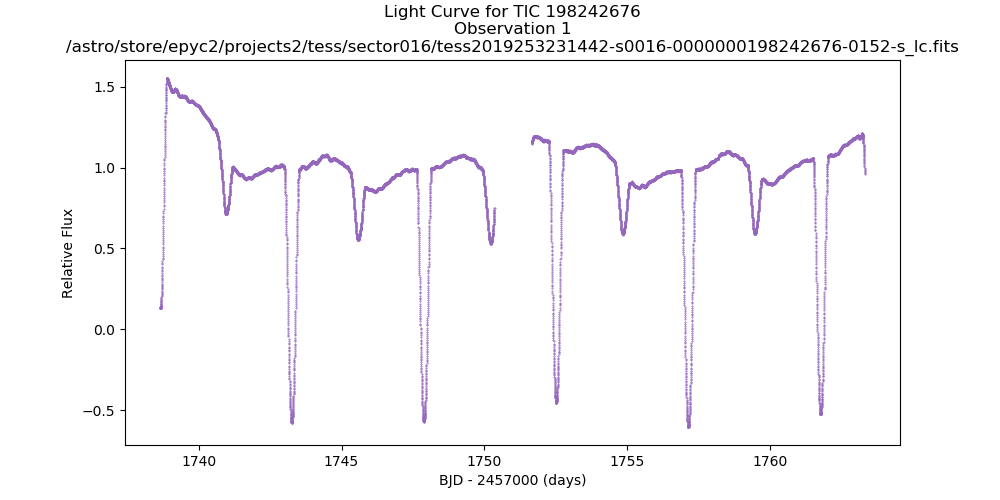 Light Curve for TIC 198242676
Observation 1
/astro/store/epyc2/projects2/tess/sector016/tess2019253231442-s0016-0000000198242676-0152-s_lc.fits
1.5
1.0
0.5
0.0
−0.5
Relative Flux
1740
1745
1750
1755
1760
BJD - 2457000 (days)